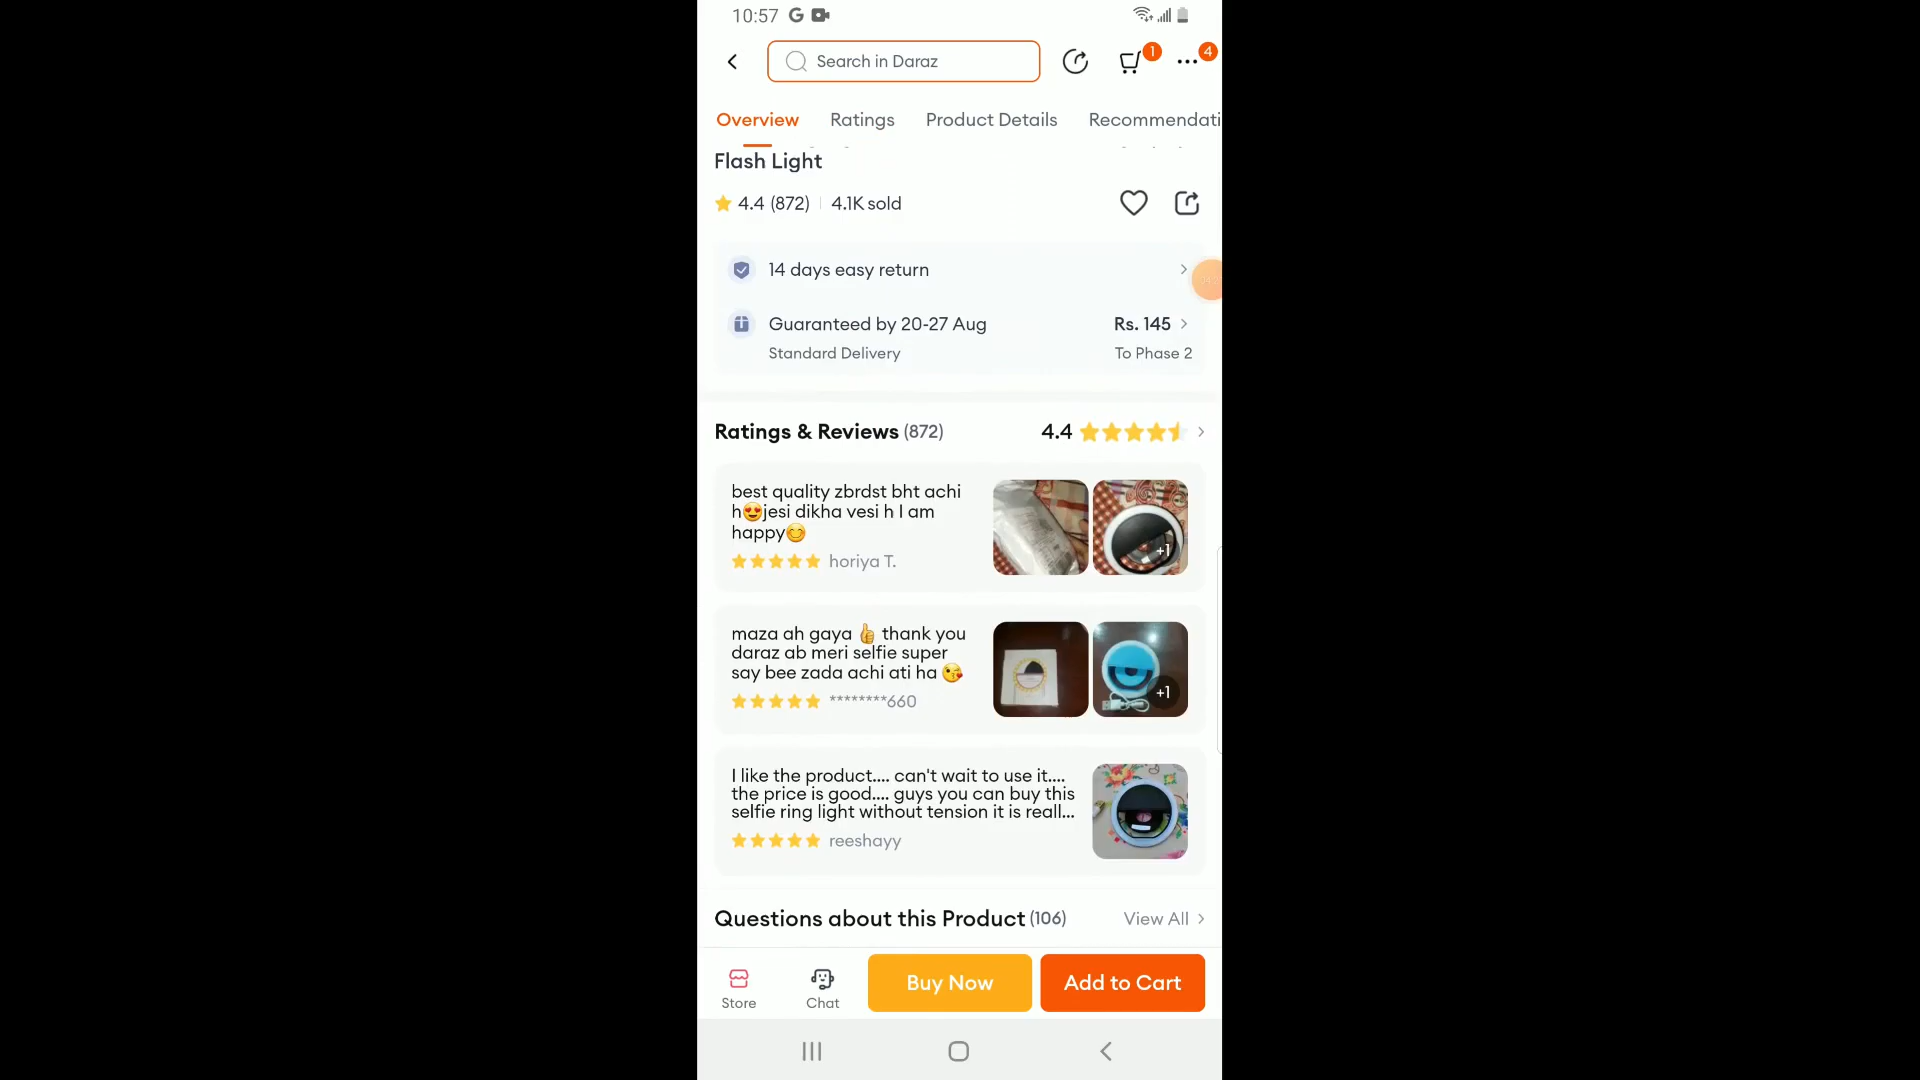 10:57
1
4
Search in Daraz
Overview Ratings Product Details Recommendati
Flash Light
4.4 (872) 4.1K sold
14 days easy return
Guaranteed by 20-27 Aug Rs. 145
Standard Delivery To Phase 2
Ratings & Reviews (872) 4.4
best quality zbrdst bht achi
h😍jesi dikha vesi h I am
happy😊
+1
horiya T.
maza ah gaya 👍 thank you
daraz ab meri selfie super
say bee zada achi ati ha 😘
+1
********660
I like the product.... can't wait to use it....
the price is good.... guys you can buy this
selfie ring light without tension it is reall...
reeshayy
Questions about this Product (106) View All
Store Chat Buy Now Add to Cart